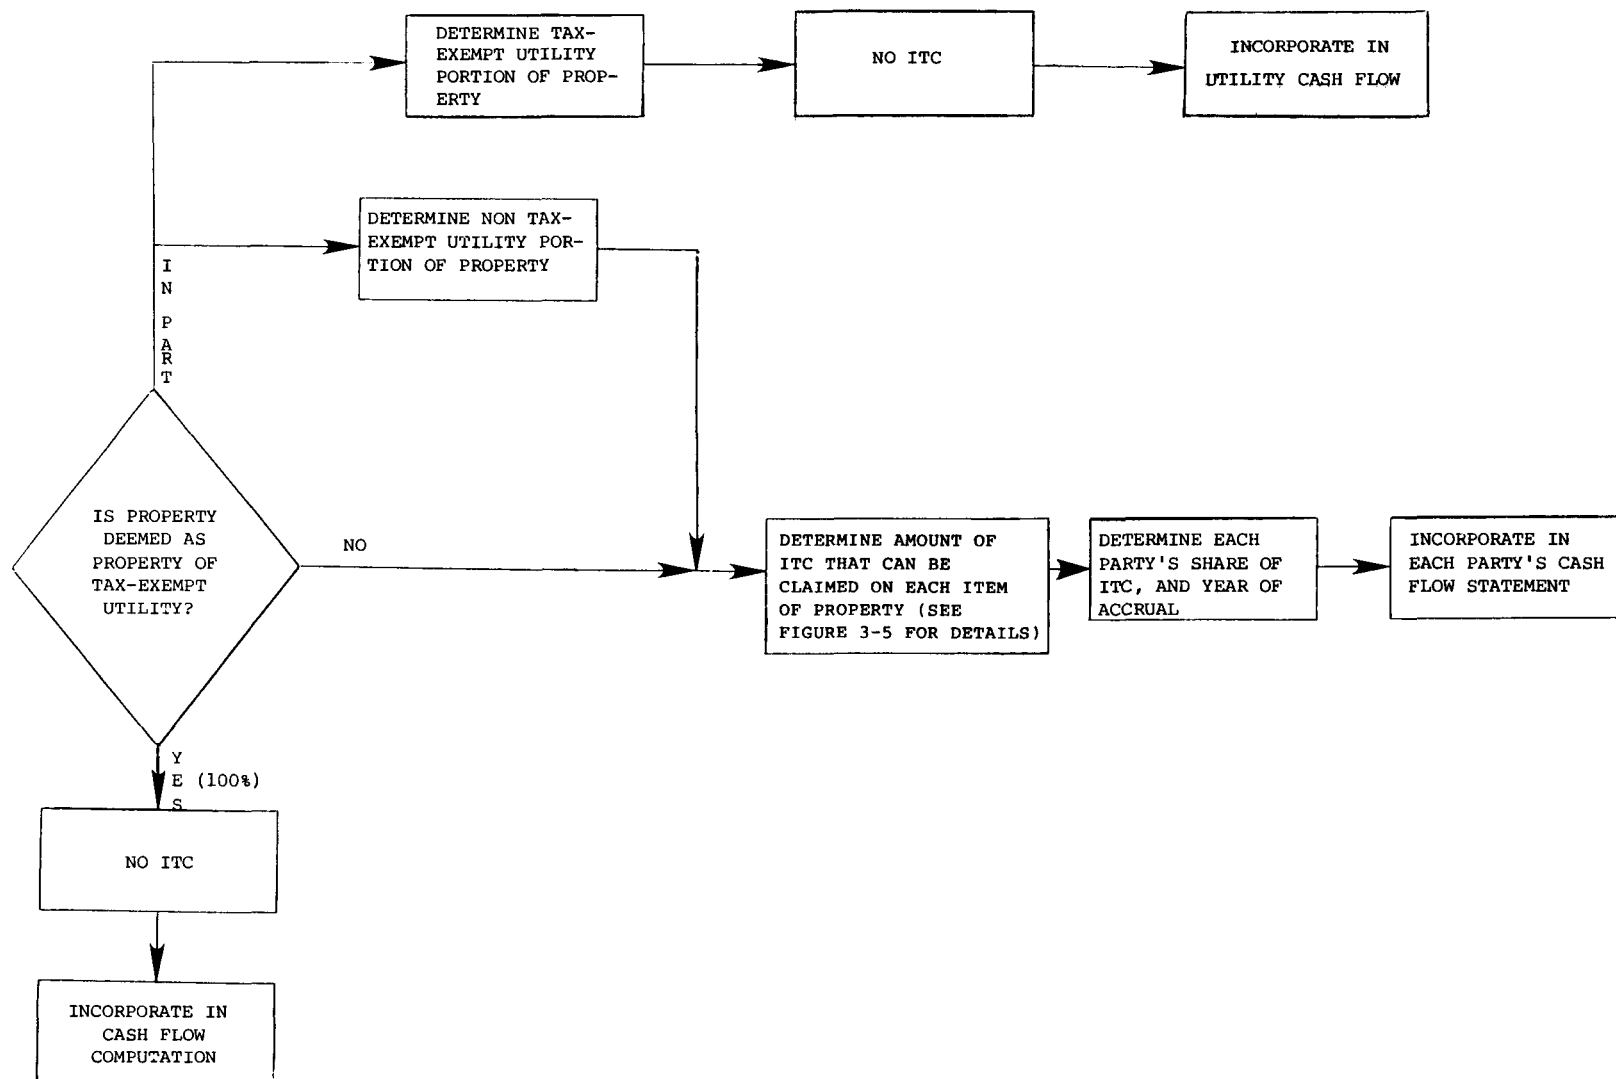 DETERMINE TAX-
EXEMPT UTILITY
PORTION OF PROP-
ERTY
NO ITC
INCORPORATE IN
UTILITY CASH FLOW
DETERMINE NON TAX-
EXEMPT UTILITY POR-
TION OF PROPERTY
IN PART
IS PROPERTY
DEEMED AS
PROPERTY OF
TAX-EXEMPT
UTILITY?
NO
DETERMINE AMOUNT OF
ITC THAT CAN BE
CLAIMED ON EACH ITEM
OF PROPERTY (SEE
FIGURE 3-5 FOR DETAILS)
DETERMINE EACH
PARTY'S SHARE OF
ITC, AND YEAR OF
ACCRUAL
INCORPORATE IN
EACH PARTY'S CASH
FLOW STATEMENT
YES (100%)
NO ITC
INCORPORATE IN
CASH FLOW
COMPUTATION